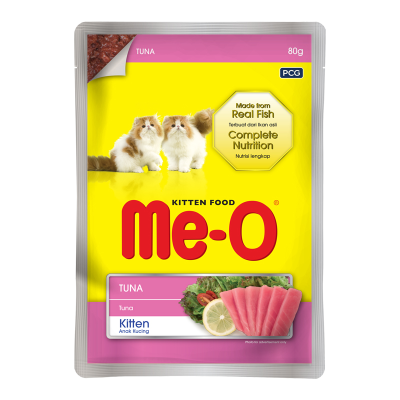 TUNA
80g
PCG
Made from
Real Fish
Terbuat dari ikan asli
Complete
Nutrition
Nutrisi lengkap
KITTEN FOOD
Me-O®
TUNA
Tuna
Kitten
Anak Kucing